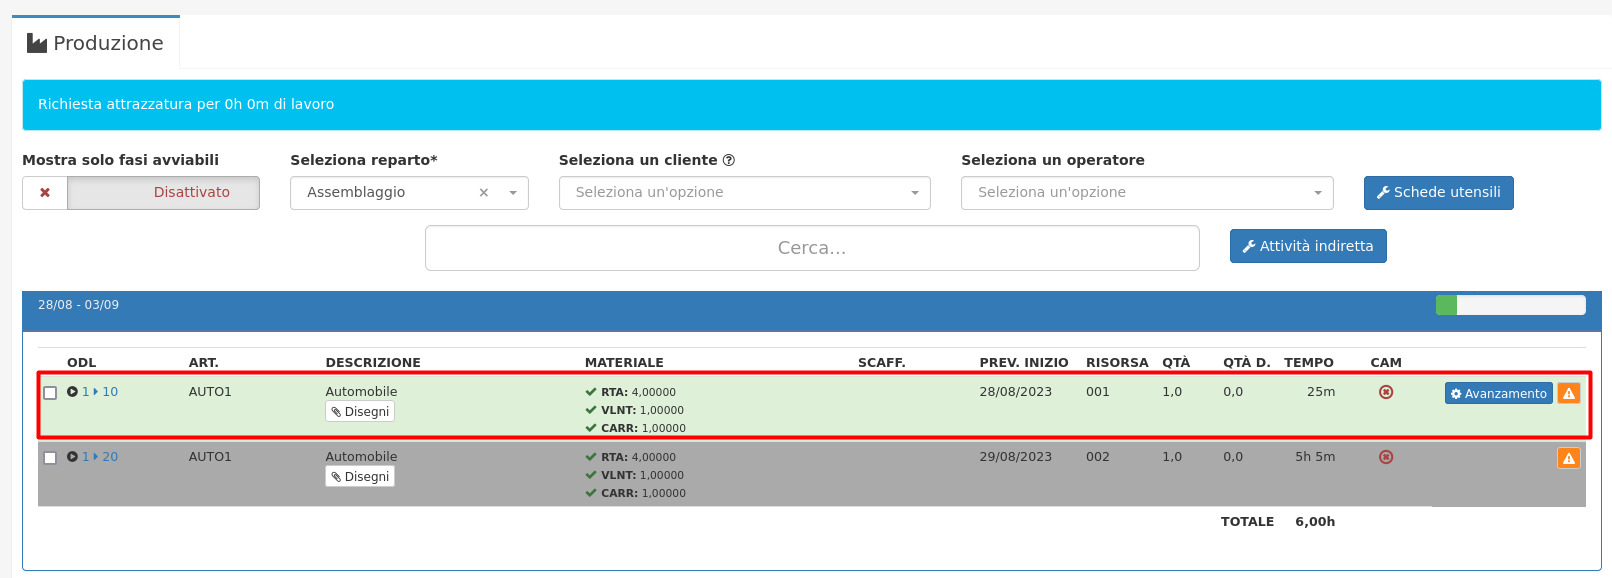 Produzione
Richiesta attrazzatura per 0h 0m di lavoro
Mostra solo fasi avviabili Seleziona reparto* Seleziona un cliente Seleziona un operatore
Disattivato Assemblaggio × Seleziona un'opzione Seleziona un'opzione Schede utensili
Cerca... Attività indiretta
28/08 - 03/09
ODL ART. DESCRIZIONE MATERIALE SCAFF. PREV. INIZIO RISORSA QTÀ QTÀ D. TEMPO CAM
1 10 AUTO1 Automobile RTA: 4,00000 28/08/2023 001 1,0 0,0 25m Avanzamento
Disegni VLNT: 1,00000
CARR: 1,00000
1 20 AUTO1 Automobile RTA: 4,00000 29/08/2023 002 1,0 0,0 5h 5m
Disegni VLNT: 1,00000
CARR: 1,00000
TOTALE 6,00h